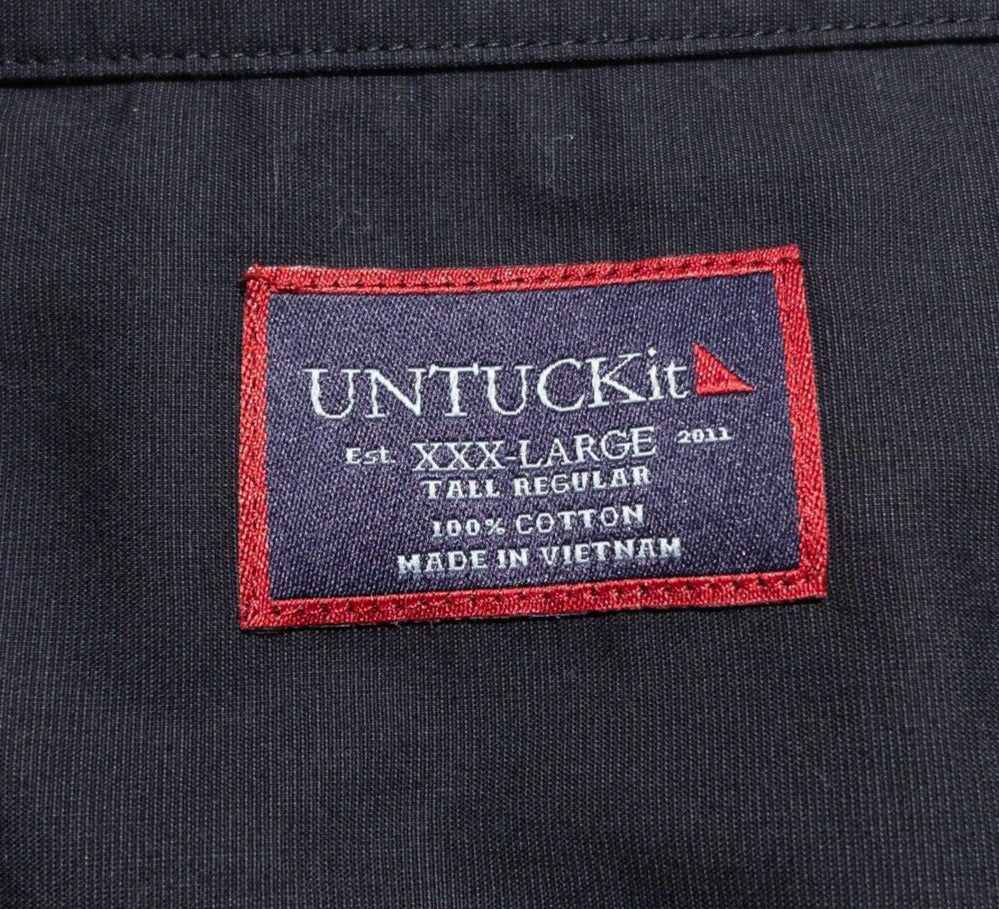 UNTUCKit
Est. XXX-LARGE 2011
TALL REGULAR
100% COTTON
MADE IN VIETNAM